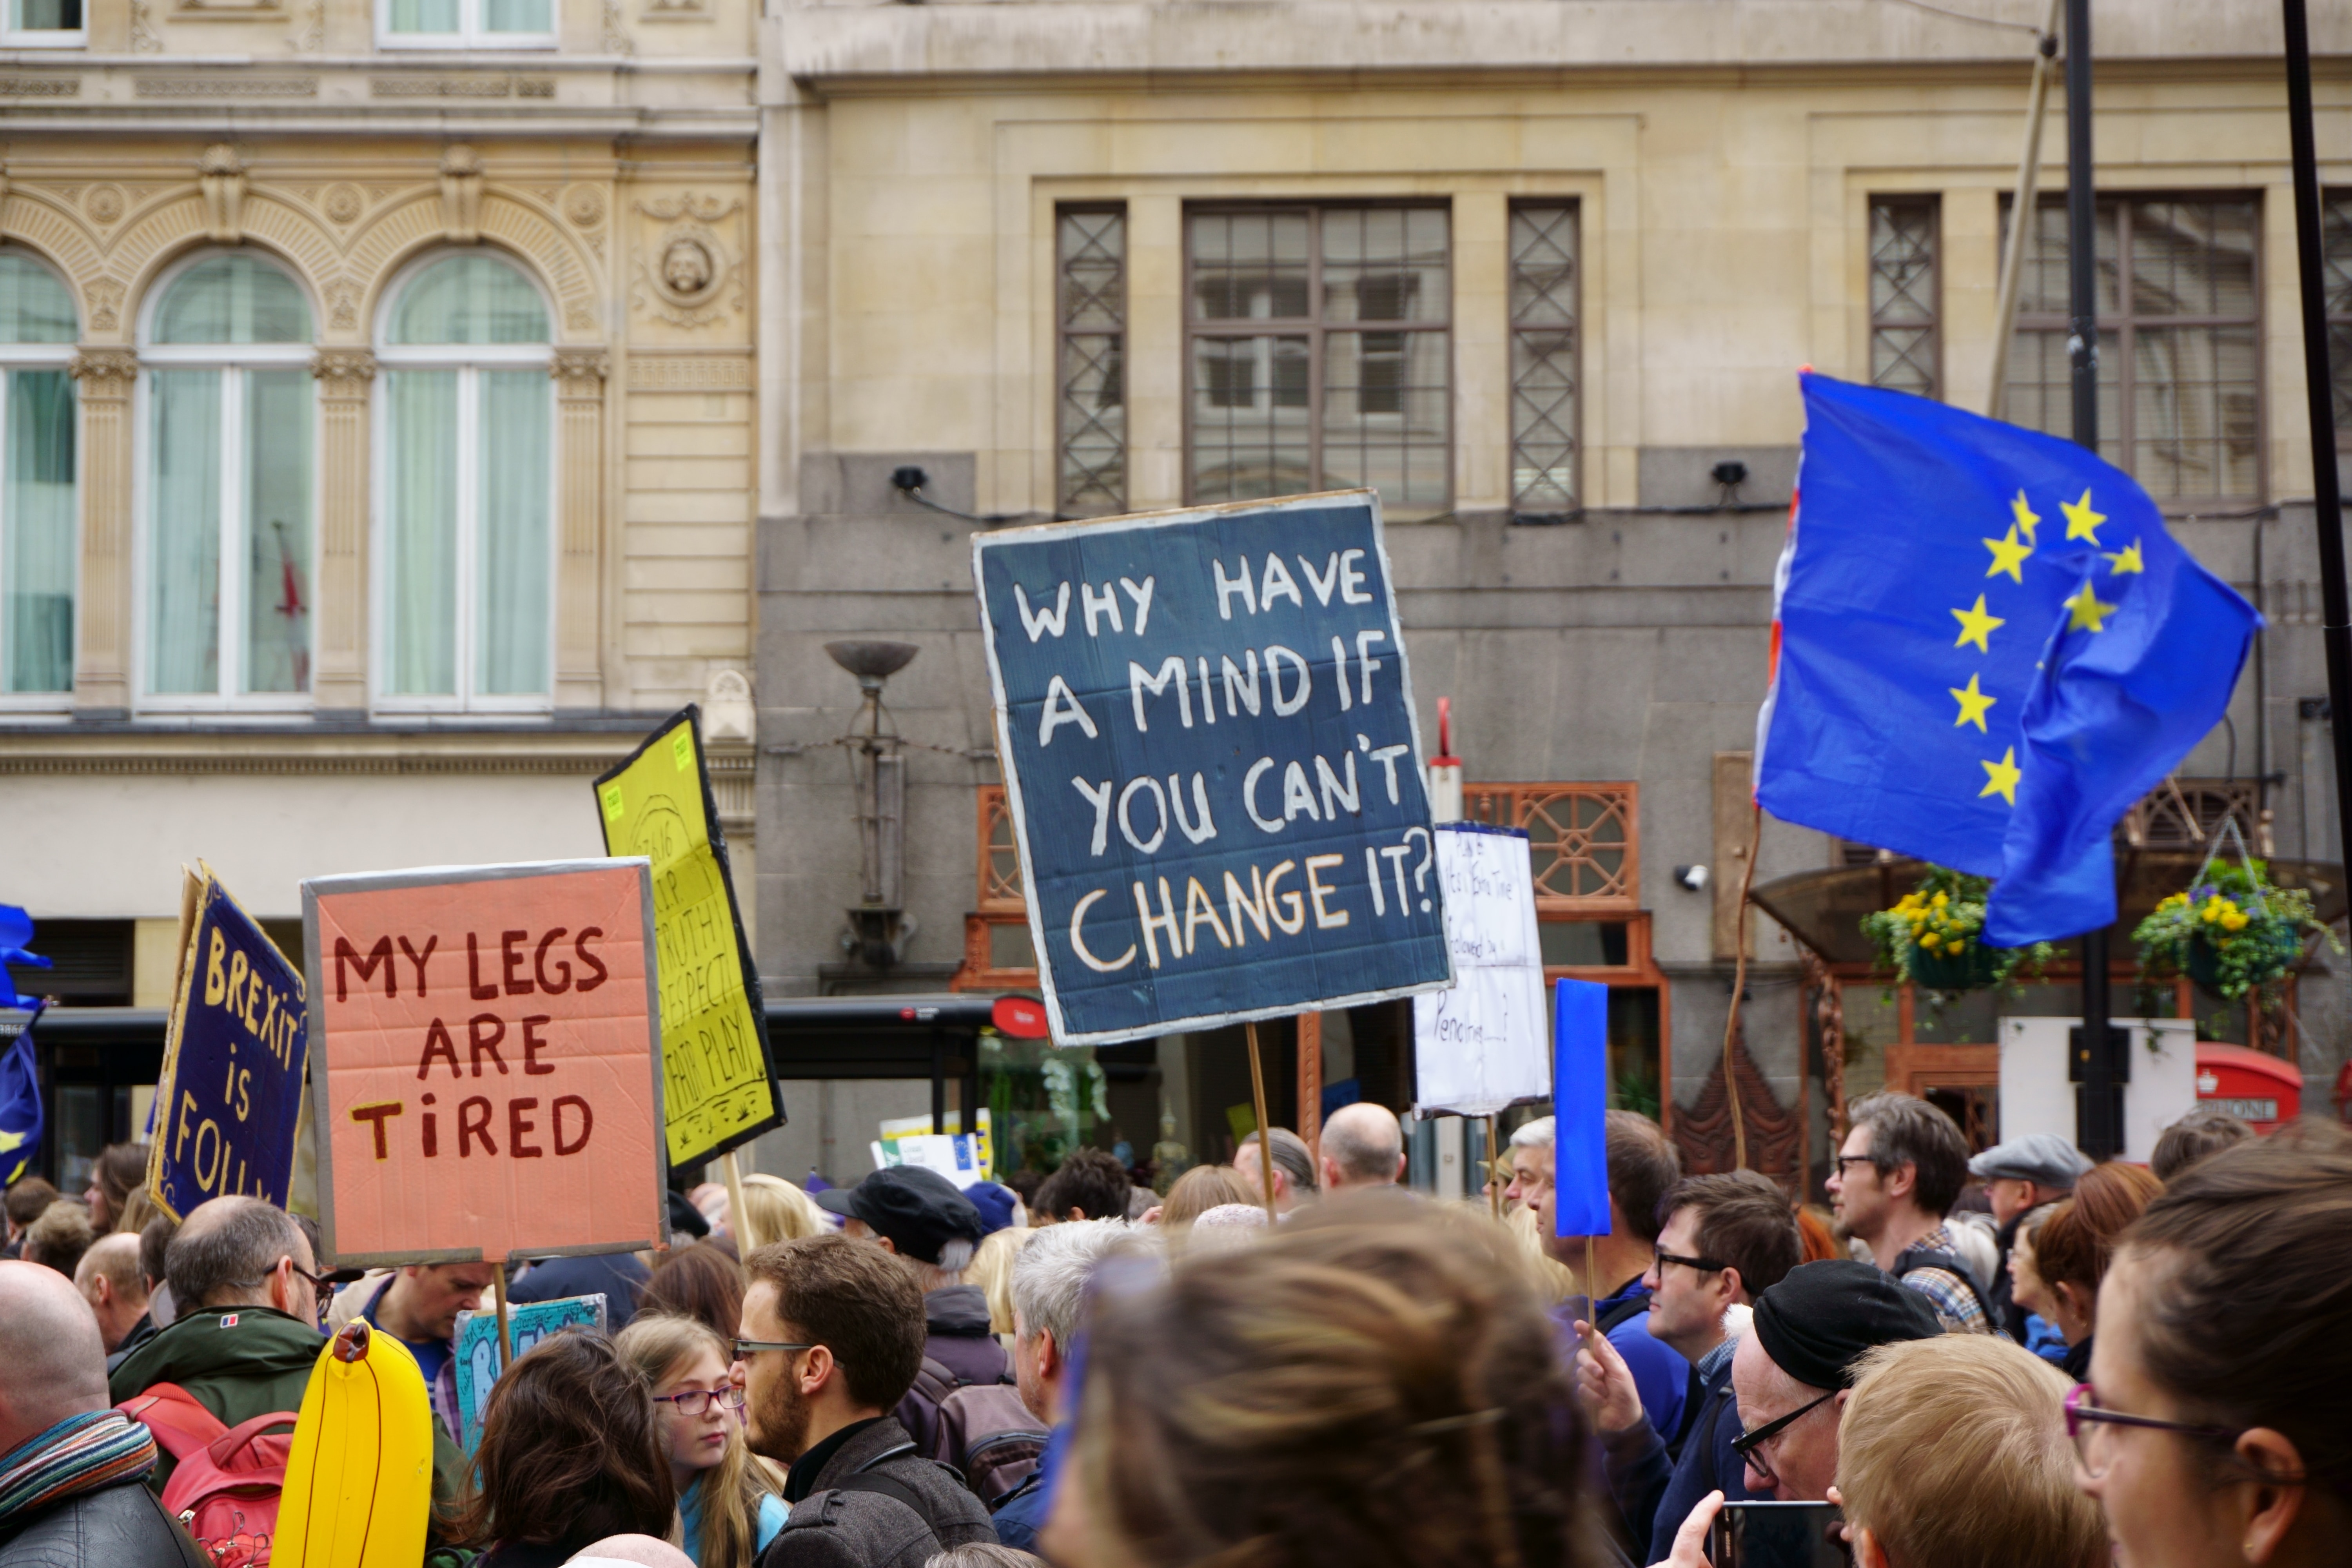 WHY HAVE
A MIND IF
YOU CAN'T
CHANGE IT?
MY LEGS
ARE
TiRED
BREXiT
iS
FOLLY
R.I.P.
TRUTH!
RESPECT!
FAIR PLAY!